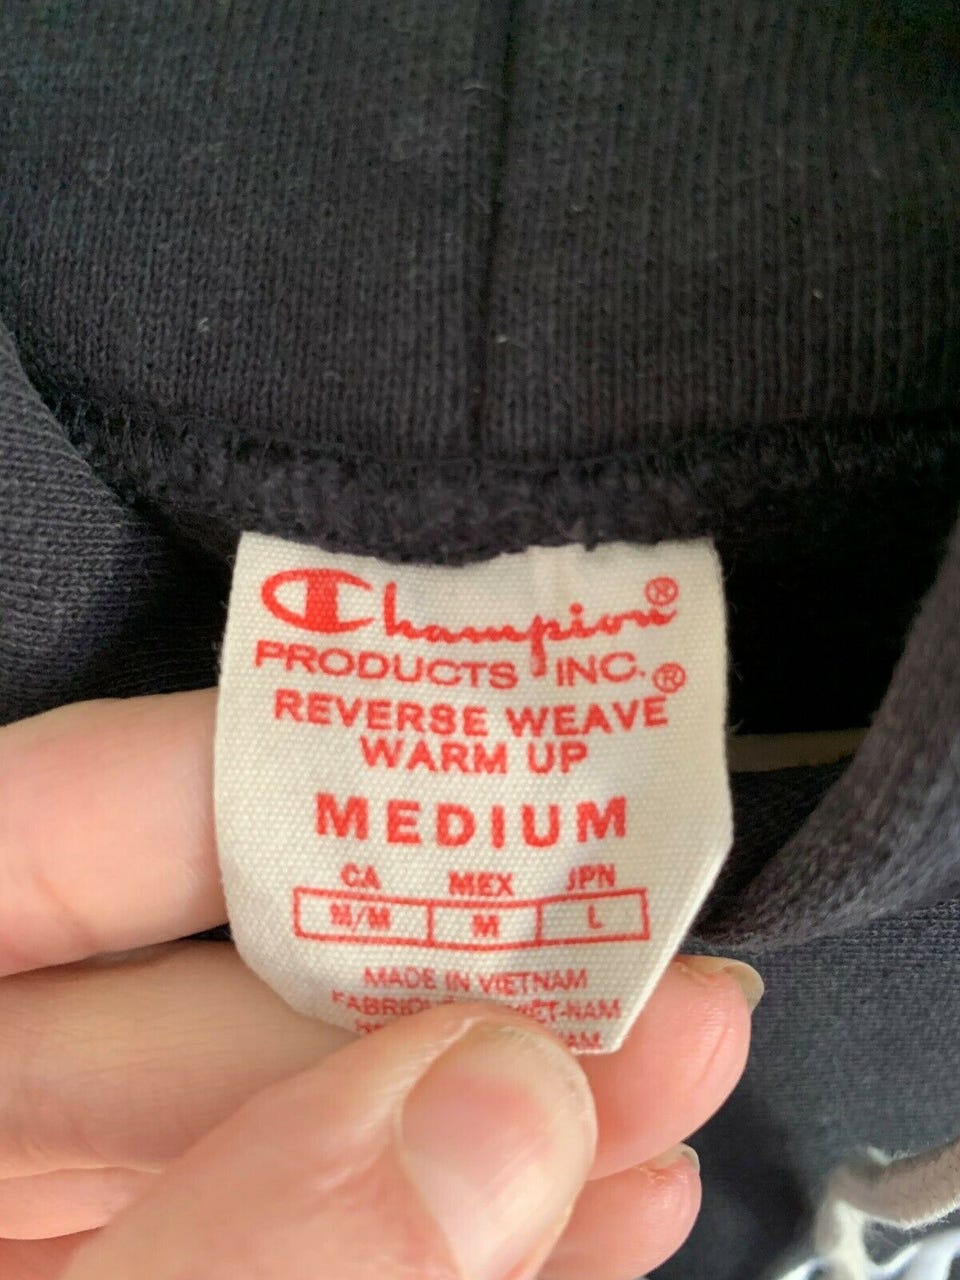 Champion®
PRODUCTS INC.
REVERSE WEAVE®
WARM UP
MEDIUM
CA MEX JPN
M/M M L
MADE IN VIETNAM